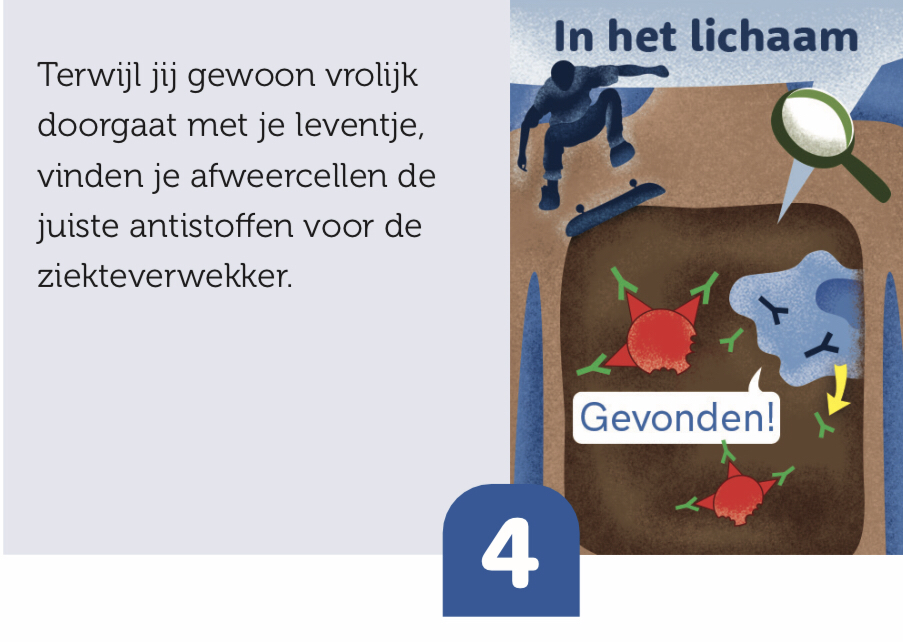 Terwijl jij gewoon vrolijk
doorgaat met je leventje,
vinden je afweercellen de
juiste antistoffen voor de
ziekteverwekker.
In het lichaam
Gevonden!
4